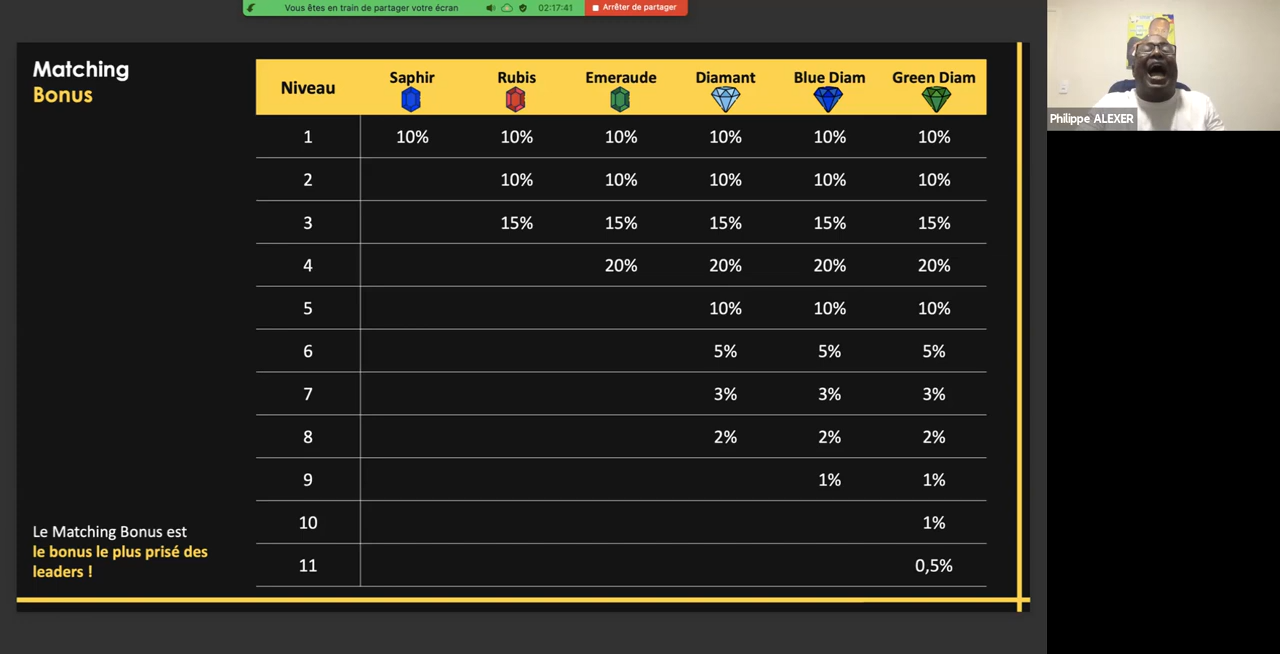 Vous êtes en train de partager votre écran 02:17:41 Arrêter de partager
Matching
Bonus
Niveau Saphir Rubis Emeraude Diamant Blue Diam Green Diam
1 10% 10% 10% 10% 10% 10%
2 10% 10% 10% 10% 10%
3 15% 15% 15% 15% 15%
4 20% 20% 20% 20%
5 10% 10% 10%
6 5% 5% 5%
7 3% 3% 3%
8 2% 2% 2%
9 1% 1%
10 1%
11 0,5%
Le Matching Bonus est
le bonus le plus prisé des
leaders !
Philippe ALEXER